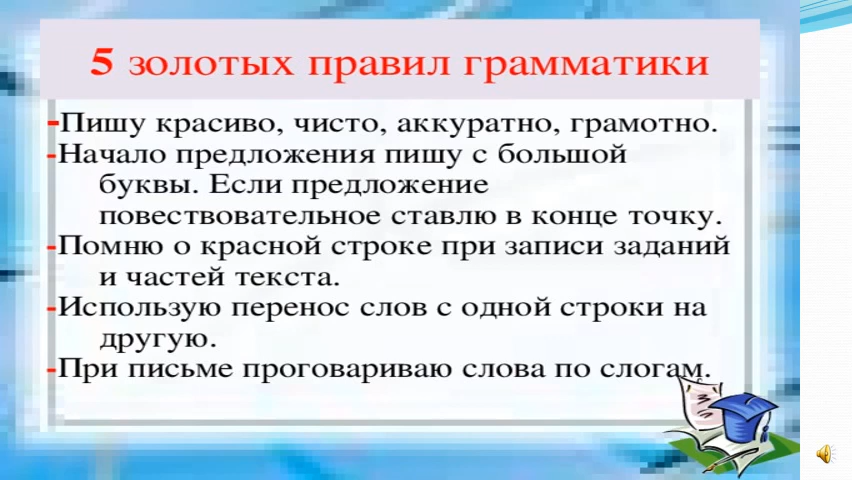 5 золотых правил грамматики
-Пишу красиво, чисто, аккуратно, грамотно.
-Начало предложения пишу с большой
буквы. Если предложение
повествовательное ставлю в конце точку.
-Помню о красной строке при записи заданий
и частей текста.
-Использую перенос слов с одной строки на
другую.
-При письме проговариваю слова по слогам.